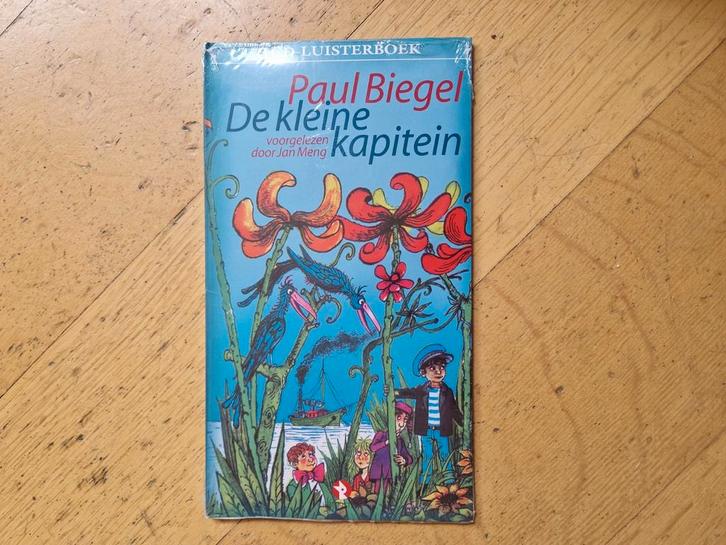 LUISTERBOEK
Paul Biegel
De kleine
kapitein
voorgelezen
door Jan Meng